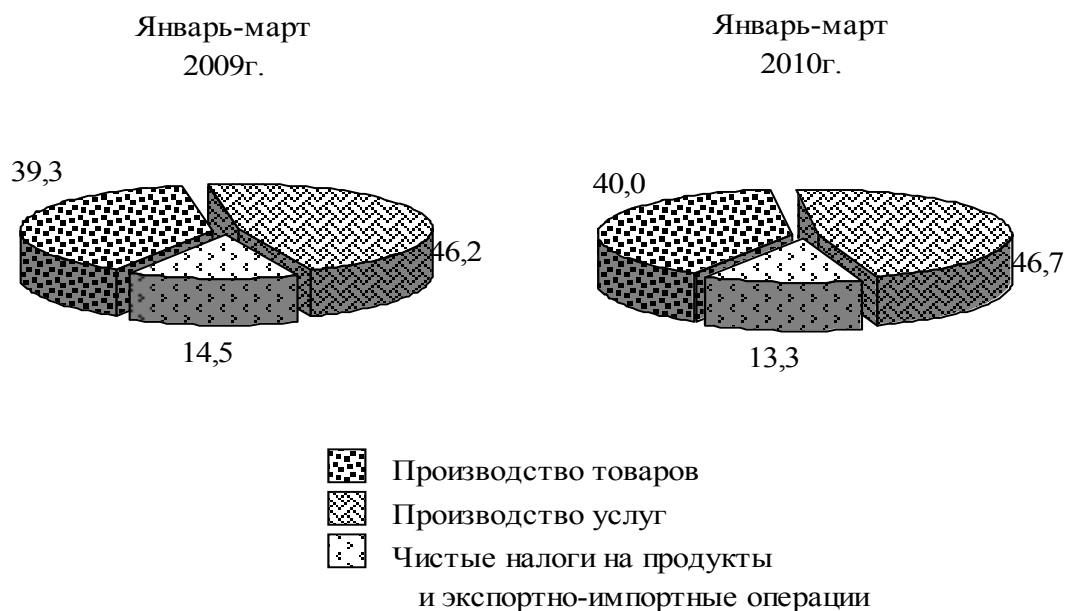 Январь-март
2009г.
Январь-март
2010г.
39,3
46,2
14,5
40,0
46,7
13,3
Производство товаров
Производство услуг
Чистые налоги на продукты
и экспортно-импортные операции